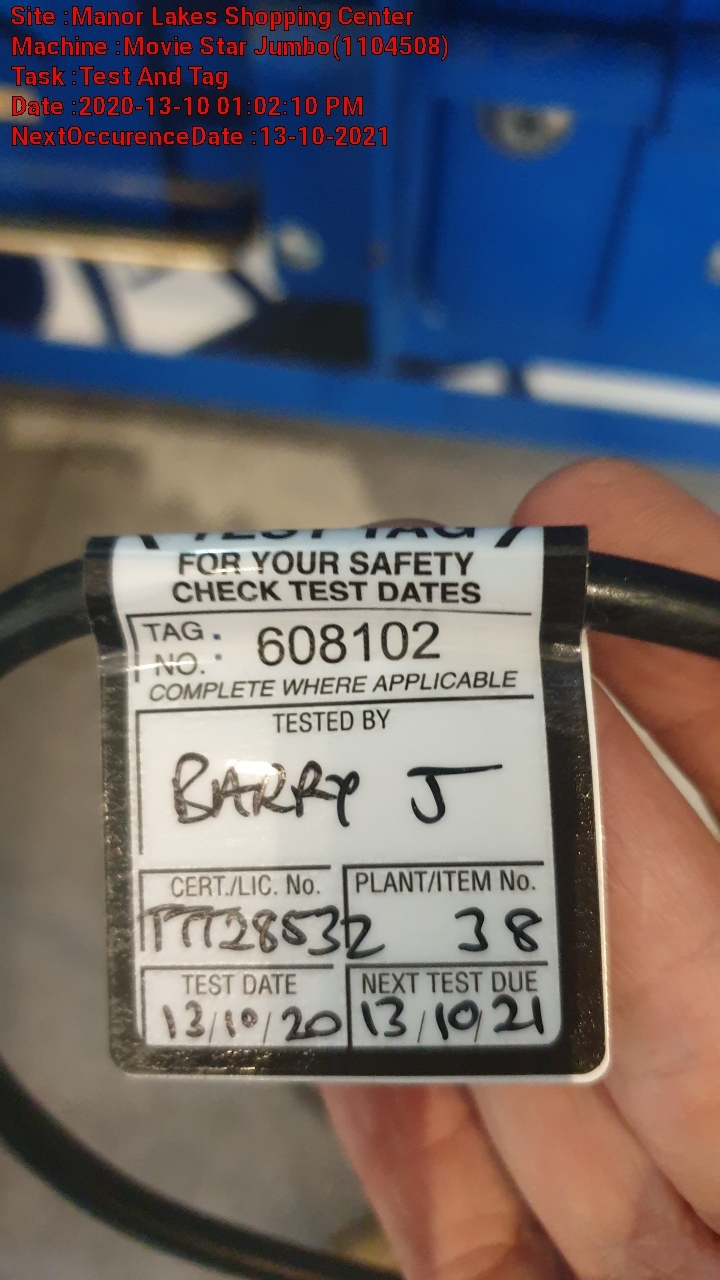 Site :Manor Lakes Shopping Center
Machine :Movie Star Jumbo(1104508)
Task :Test And Tag
Date :2020-13-10 01:02:10 PM
NextOccurenceDate :13-10-2021
TEST TAG
FOR YOUR SAFETY
CHECK TEST DATES
TAG NO. : 608102
COMPLETE WHERE APPLICABLE
TESTED BY
BARRY J
CERT./LIC. No. PLANT/ITEM No.
TTT28532 38
TEST DATE NEXT TEST DUE
13/10/20 13/10/21